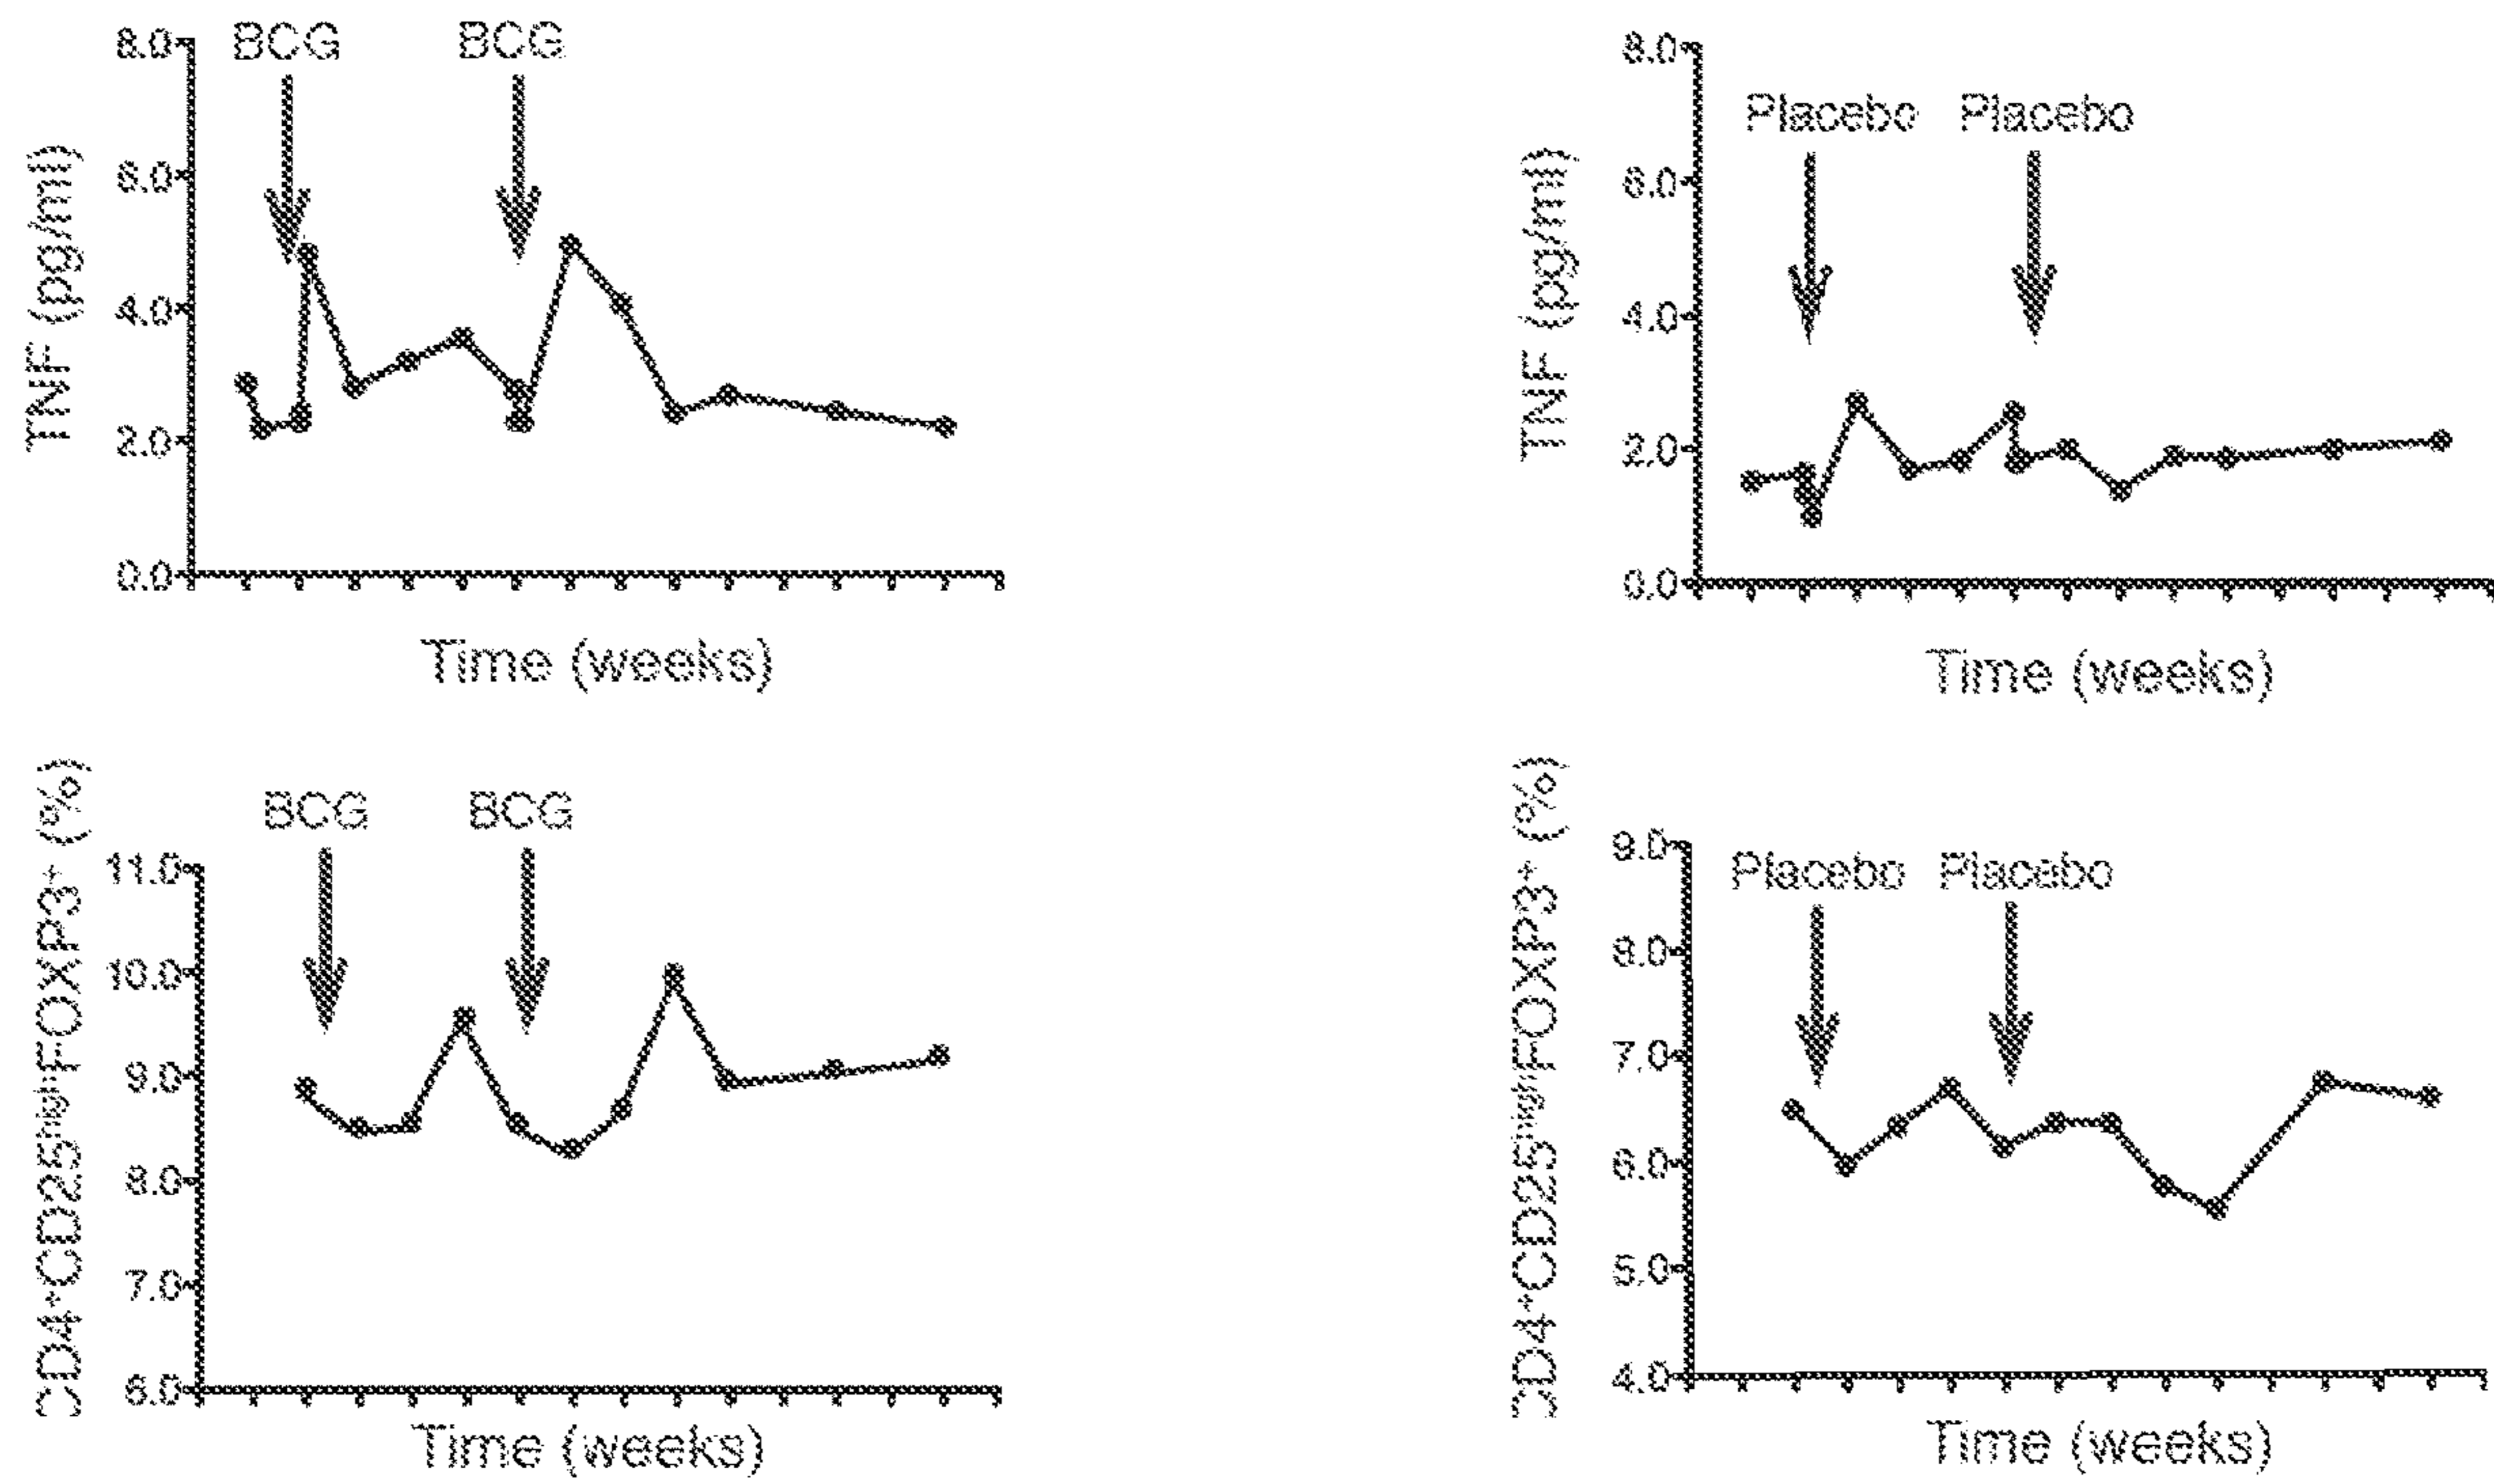 BCG BCG
8.0
6.0
4.0
2.0
0.0
TNF (pg/ml)
Time (weeks)
Placebo Placebo
8.0
6.0
4.0
2.0
0.0
TNF (pg/ml)
Time (weeks)
BCG BCG
11.0
10.0
9.0
8.0
7.0
6.0
CD4⁺CD25ʰⁱᵍʰFOXP3⁺ (%)
Time (weeks)
Placebo Placebo
9.0
8.0
7.0
6.0
5.0
4.0
CD4⁺CD25ʰⁱᵍʰFOXP3⁺ (%)
Time (weeks)